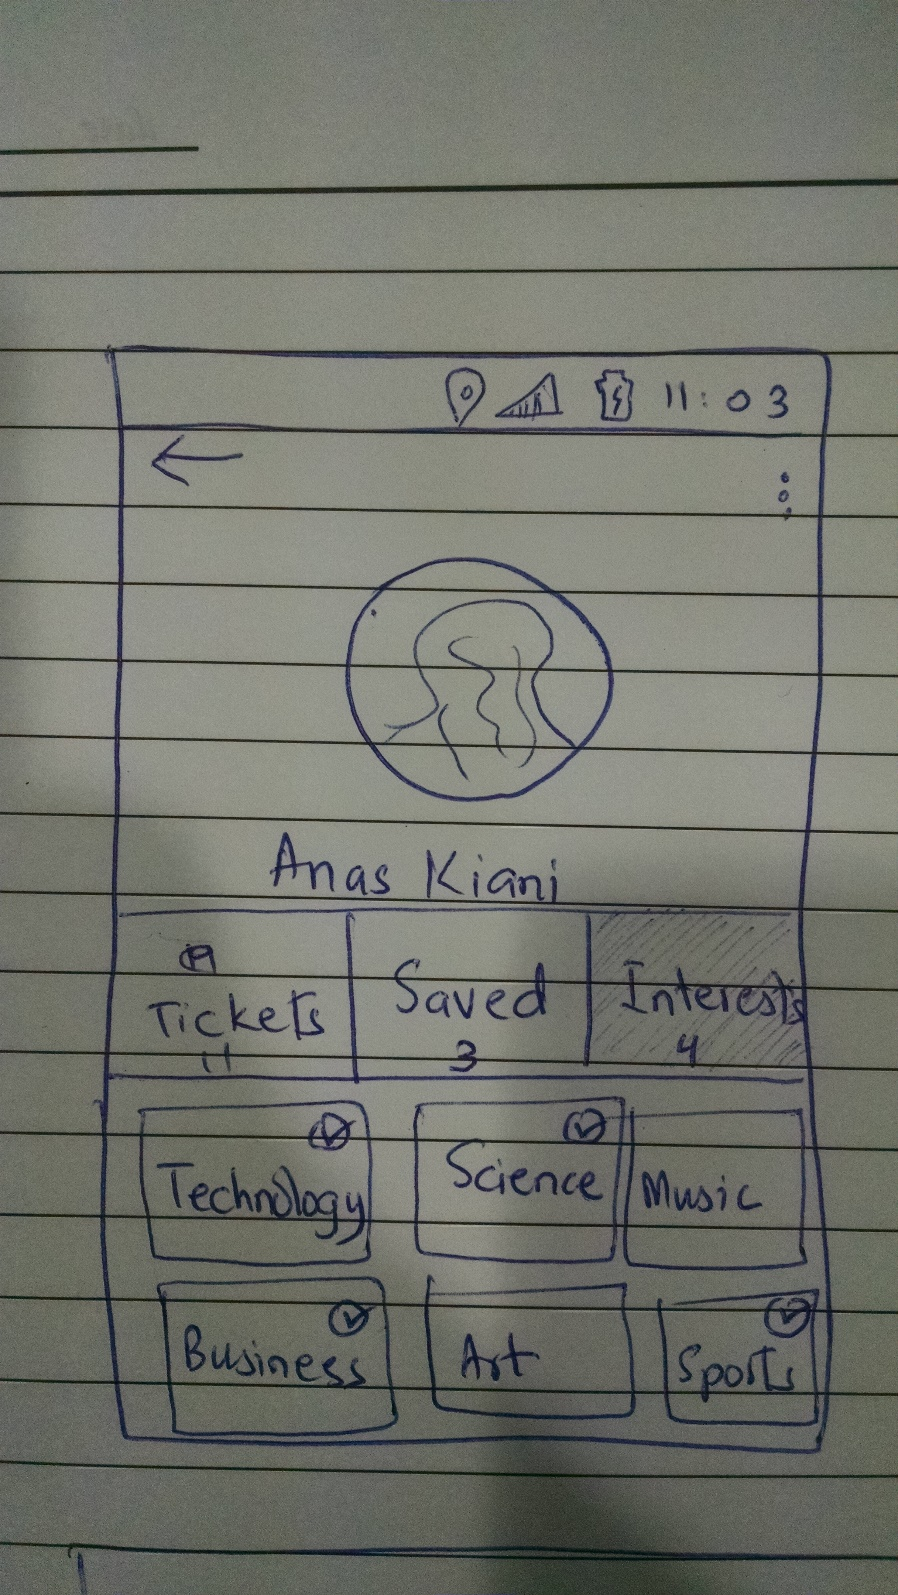 11:03
Anas Kiani
Tickets Saved Interests
11 3 4
Technology Science Music
Business Art Sports